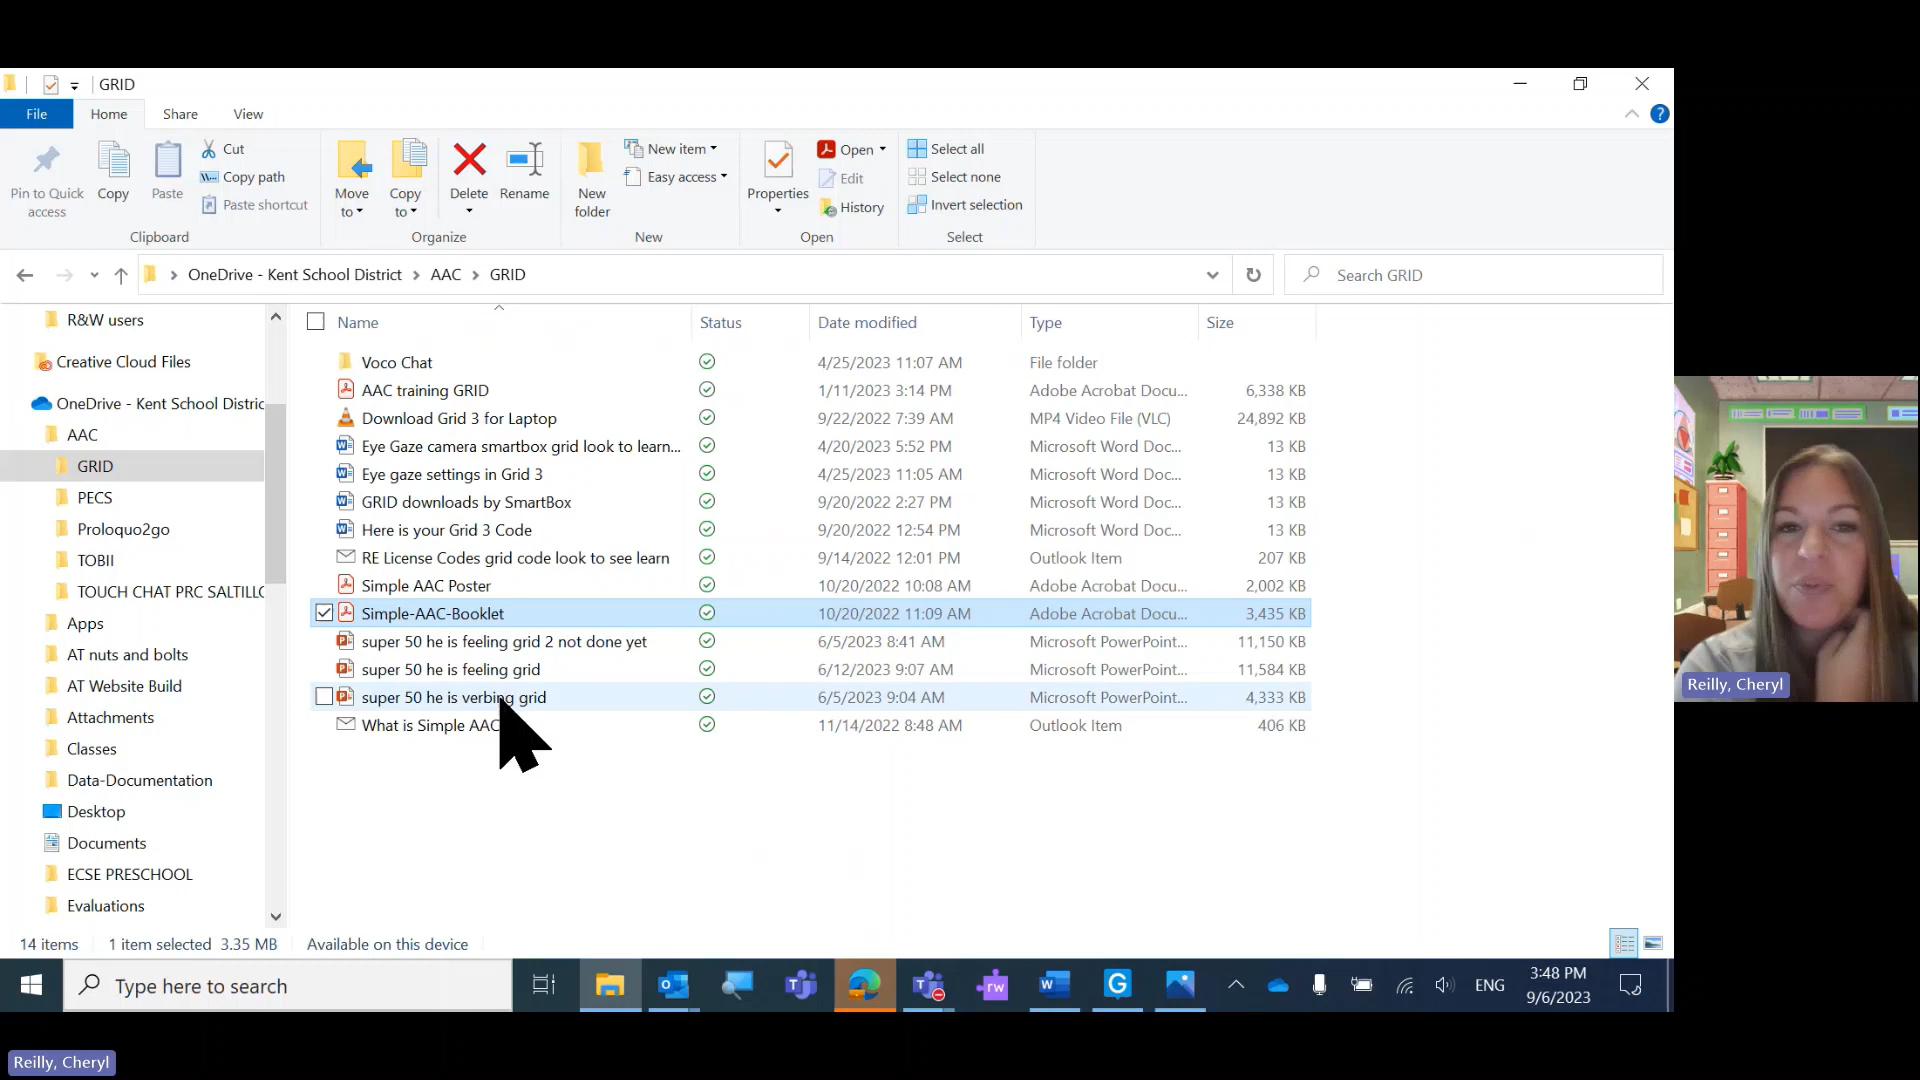 GRID
File Home Share View
Pin to Quick access
Copy
Paste
Cut
Copy path
Paste shortcut
Clipboard
Move to
Copy to
Delete
Rename
Organize
New folder
New item
Easy access
New
Properties
Open
Edit
History
Open
Select all
Select none
Invert selection
Select
OneDrive - Kent School District > AAC > GRID
Search GRID
R&W users
Creative Cloud Files
OneDrive - Kent School Distric
AAC
GRID
PECS
Proloquo2go
TOBII
TOUCH CHAT PRC SALTILLO
Apps
AT nuts and bolts
AT Website Build
Attachments
Classes
Data-Documentation
Desktop
Documents
ECSE PRESCHOOL
Evaluations
Name Status Date modified Type Size
Voco Chat 4/25/2023 11:07 AM File folder
AAC training GRID 1/11/2023 3:14 PM Adobe Acrobat Docu... 6,338 KB
Download Grid 3 for Laptop 9/22/2022 7:39 AM MP4 Video File (VLC) 24,892 KB
Eye Gaze camera smartbox grid look to learn... 4/20/2023 5:52 PM Microsoft Word Doc... 13 KB
Eye gaze settings in Grid 3 4/25/2023 11:05 AM Microsoft Word Doc... 13 KB
GRID downloads by SmartBox 9/20/2022 2:27 PM Microsoft Word Doc... 13 KB
Here is your Grid 3 Code 9/20/2022 12:54 PM Microsoft Word Doc... 13 KB
RE License Codes grid code look to see learn 9/14/2022 12:01 PM Outlook Item 207 KB
Simple AAC Poster 10/20/2022 10:08 AM Adobe Acrobat Docu... 2,002 KB
Simple-AAC-Booklet 10/20/2022 11:09 AM Adobe Acrobat Docu... 3,435 KB
super 50 he is feeling grid 2 not done yet 6/5/2023 8:41 AM Microsoft PowerPoint... 11,150 KB
super 50 he is feeling grid 6/12/2023 9:07 AM Microsoft PowerPoint... 11,584 KB
super 50 he is verbing grid 6/5/2023 9:04 AM Microsoft PowerPoint... 4,333 KB
What is Simple AAC 11/14/2022 8:48 AM Outlook Item 406 KB
14 items 1 item selected 3.35 MB Available on this device
Type here to search
rw
ENG
3:48 PM
9/6/2023
Reilly, Cheryl
Reilly, Cheryl